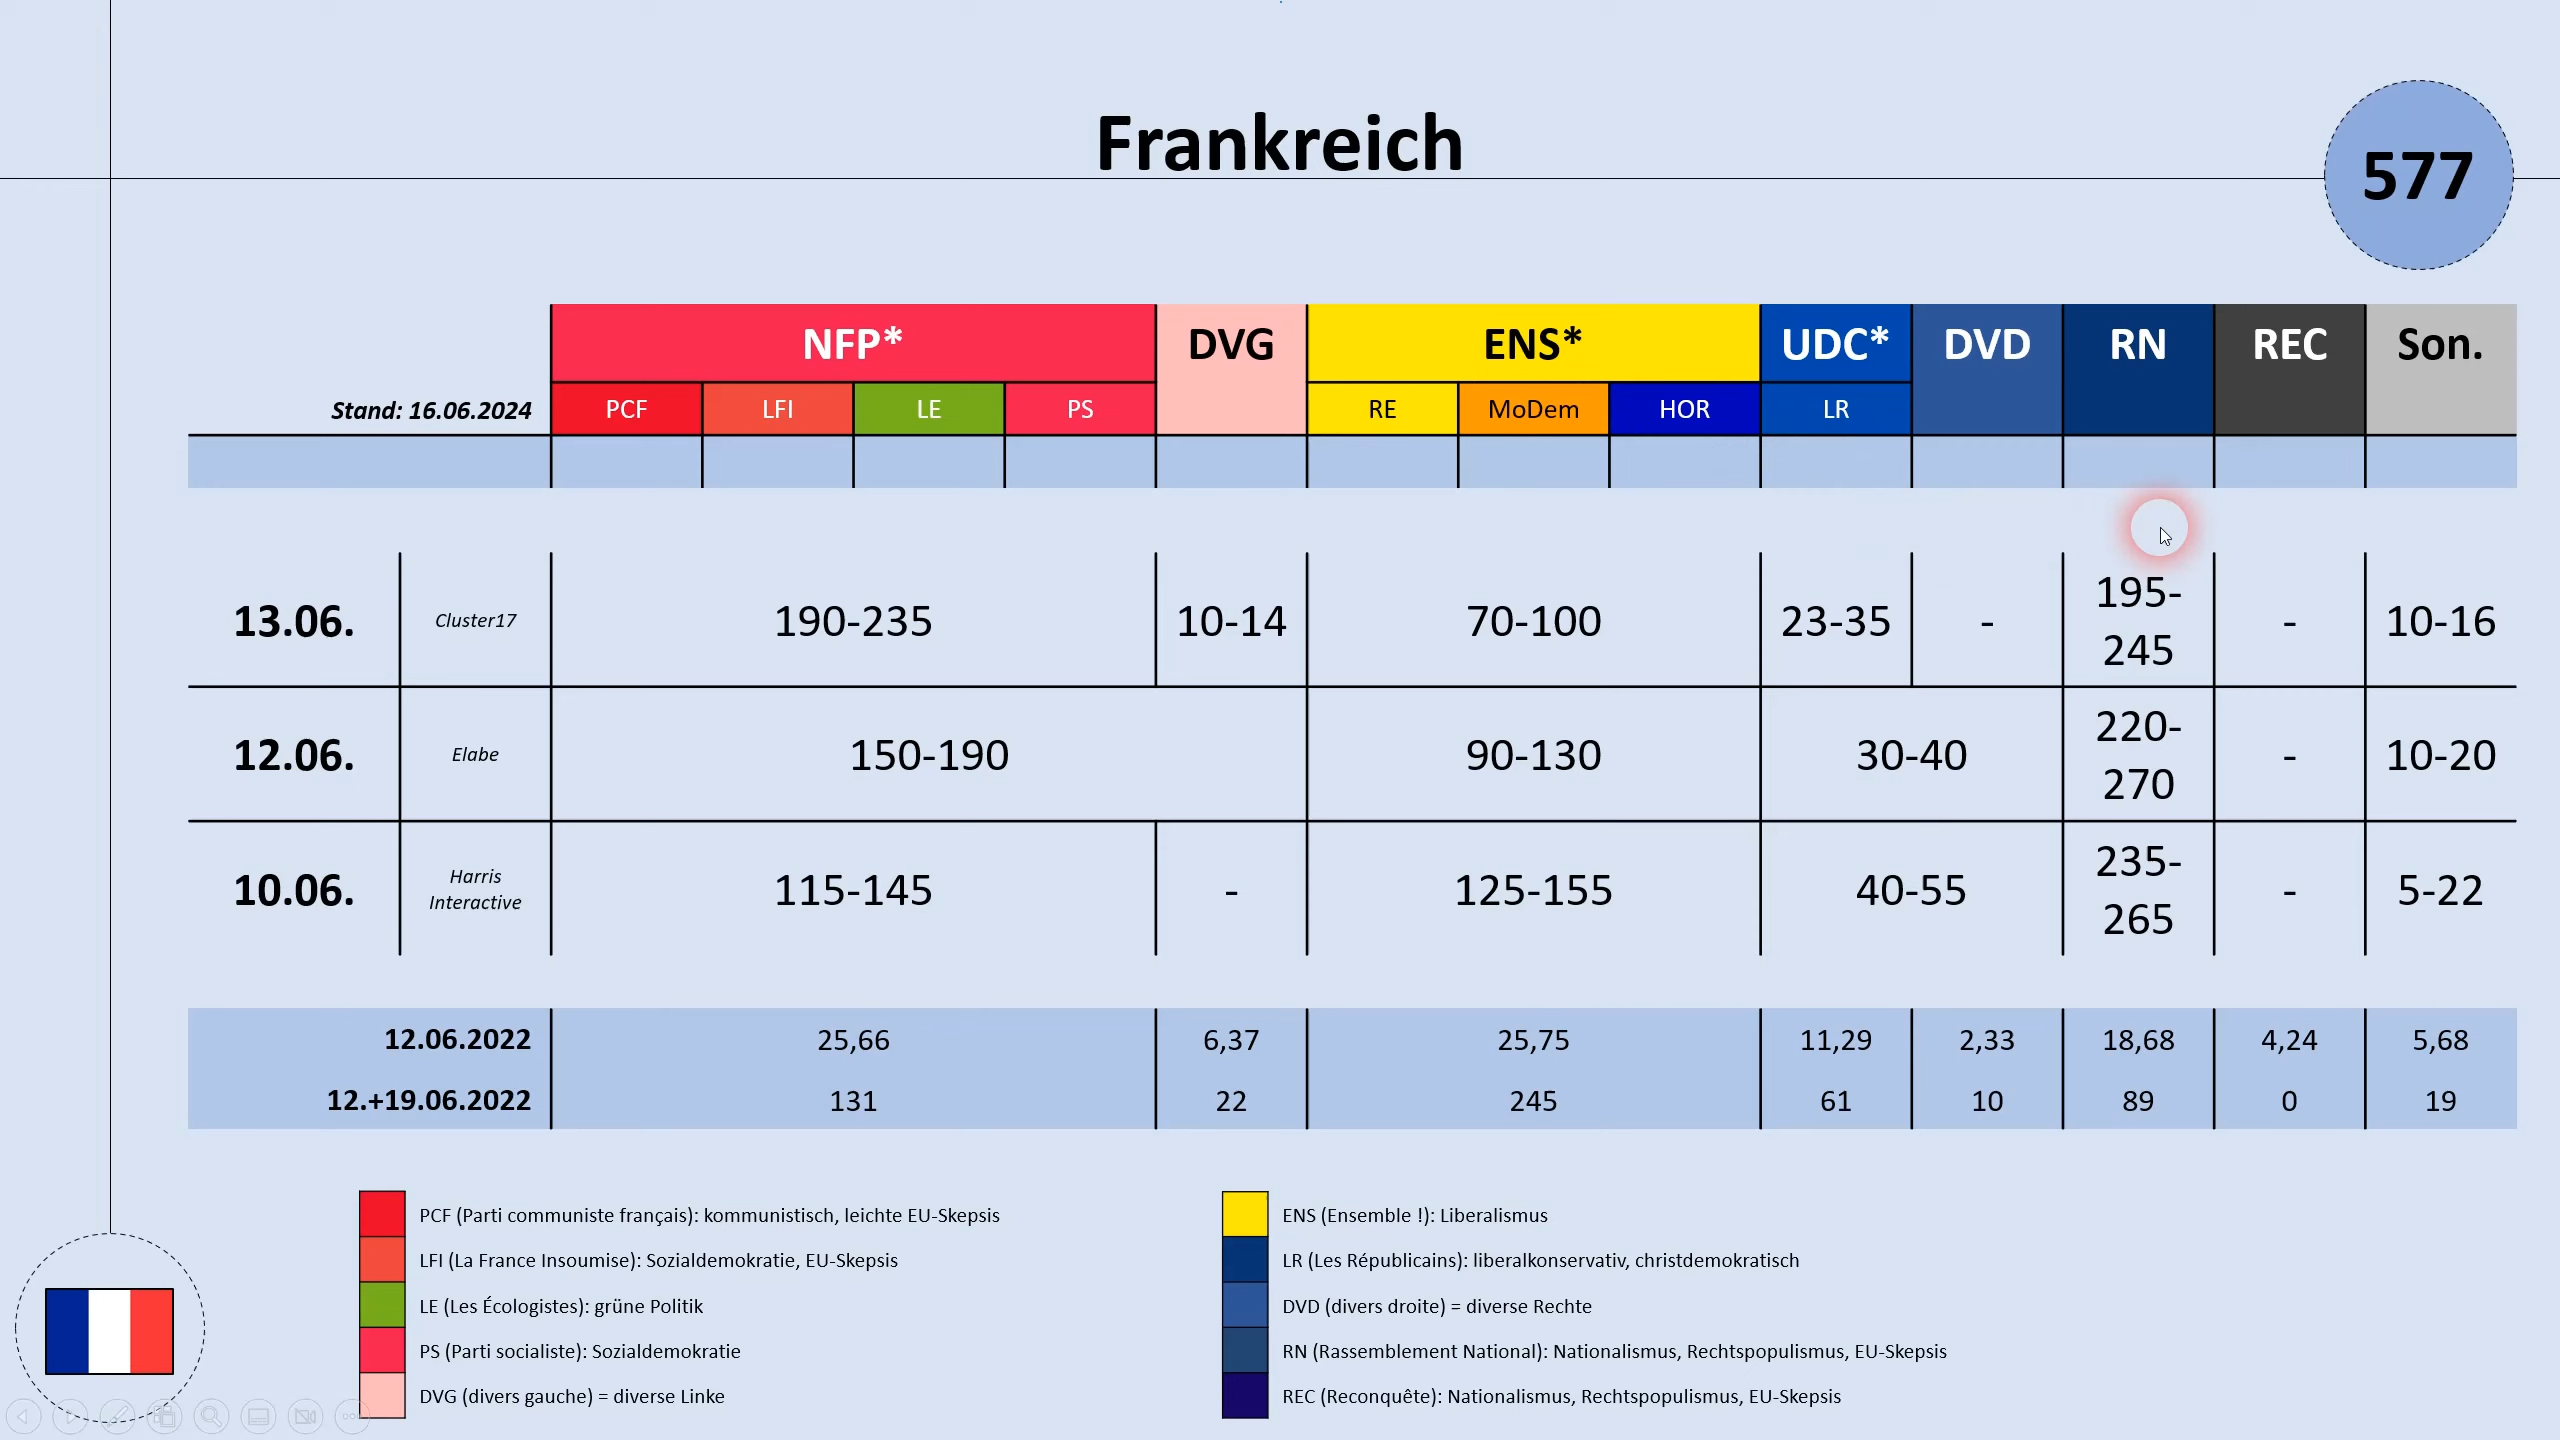 Frankreich
577
NFP* DVG ENS* UDC* DVD RN REC Son.
Stand: 16.06.2024 PCF LFI LE PS RE MoDem HOR LR
13.06. Cluster17 190-235 10-14 70-100 23-35 - 195-245 - 10-16
12.06. Elabe 150-190 90-130 30-40 220-270 - 10-20
10.06. Harris Interactive 115-145 - 125-155 40-55 235-265 - 5-22
12.06.2022 25,66 6,37 25,75 11,29 2,33 18,68 4,24 5,68
12.+19.06.2022 131 22 245 61 10 89 0 19
PCF (Parti communiste français): kommunistisch, leichte EU-Skepsis
LFI (La France Insoumise): Sozialdemokratie, EU-Skepsis
LE (Les Écologistes): grüne Politik
PS (Parti socialiste): Sozialdemokratie
DVG (divers gauche) = diverse Linke
ENS (Ensemble !): Liberalismus
LR (Les Républicains): liberalkonservativ, christdemokratisch
DVD (divers droite) = diverse Rechte
RN (Rassemblement National): Nationalismus, Rechtspopulismus, EU-Skepsis
REC (Reconquête): Nationalismus, Rechtspopulismus, EU-Skepsis